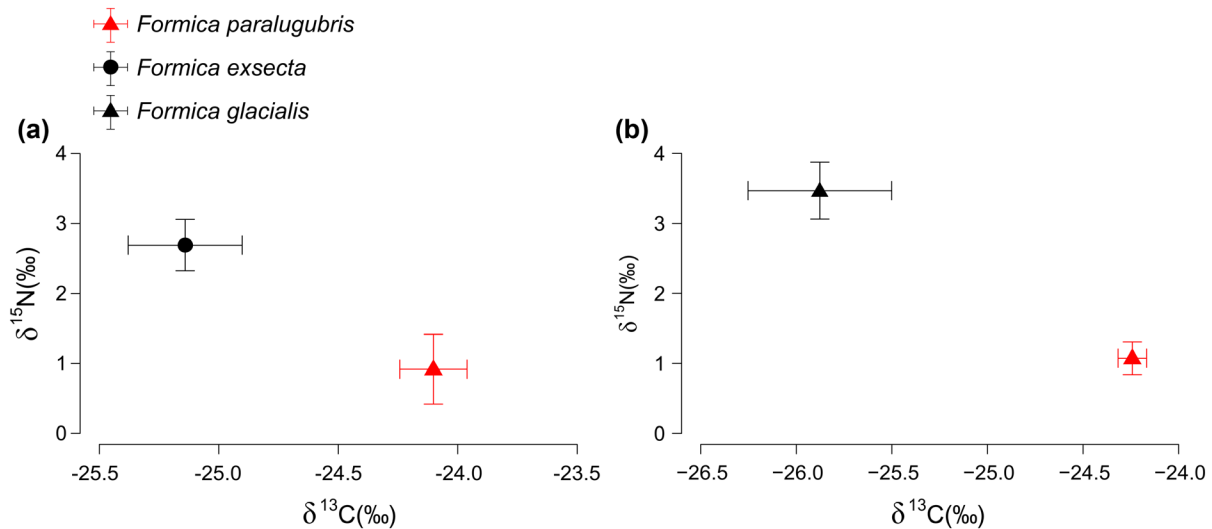 Formica paralugubris
Formica exsecta
Formica glacialis
(a)
4
3
2
1
0
δ15N(‰)
-25.5 -25.0 -24.5 -24.0 -23.5
δ13C(‰)
(b)
4
3
2
1
0
δ15N(‰)
−26.5 −26.0 −25.5 −25.0 −24.5 −24.0
δ13C(‰)